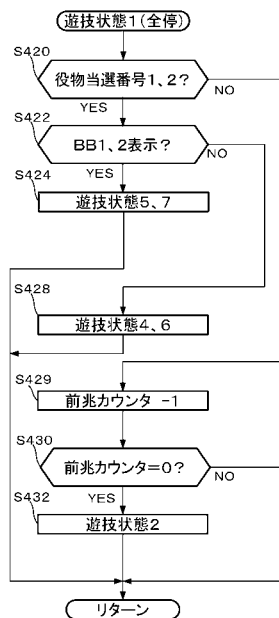 遊技状態1(全停)
S420
役物当選番号1、2?
NO
YES
S422
BB1、2表示?
NO
YES
S424
遊技状態5、7
S428
遊技状態4、6
S429
前兆カウンタ -1
S430
前兆カウンタ=0?
NO
YES
S432
遊技状態2
リターン